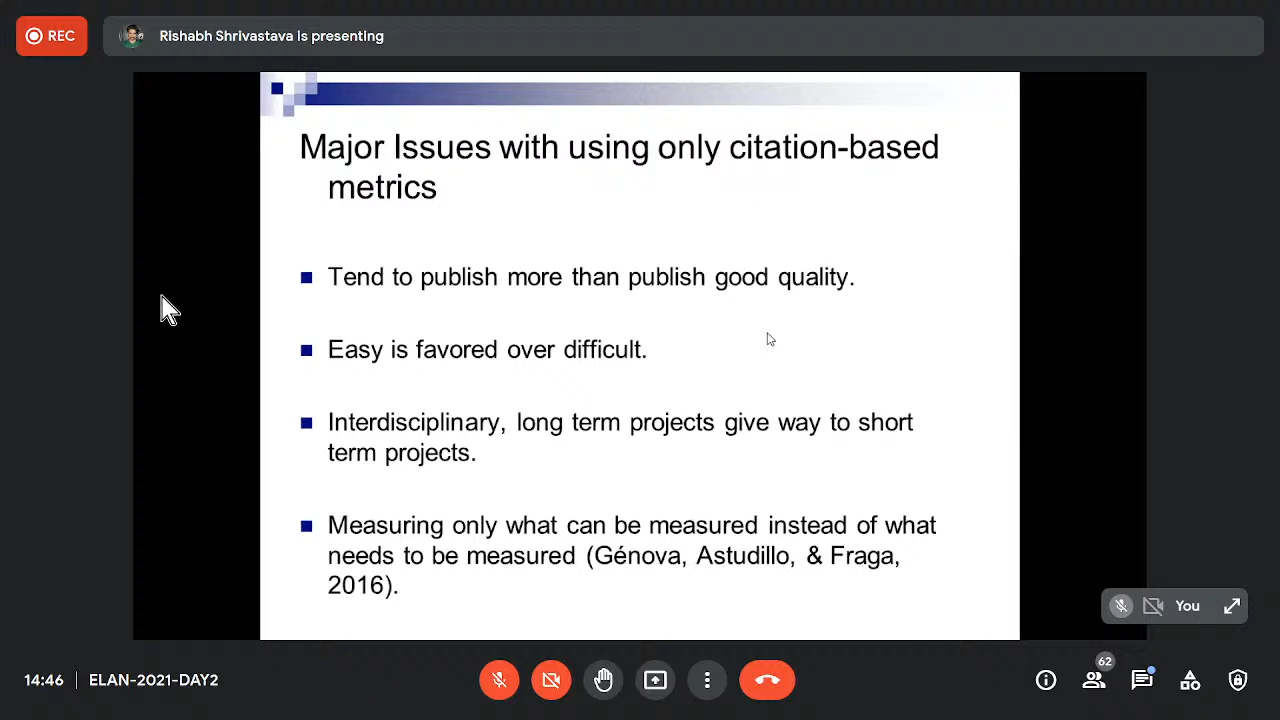 REC
Rishabh Shrivastava is presenting
Major Issues with using only citation-based
metrics
Tend to publish more than publish good quality.
Easy is favored over difficult.
Interdisciplinary, long term projects give way to short
term projects.
Measuring only what can be measured instead of what
needs to be measured (Génova, Astudillo, & Fraga,
2016).
You
14:46 | ELAN-2021-DAY2
62